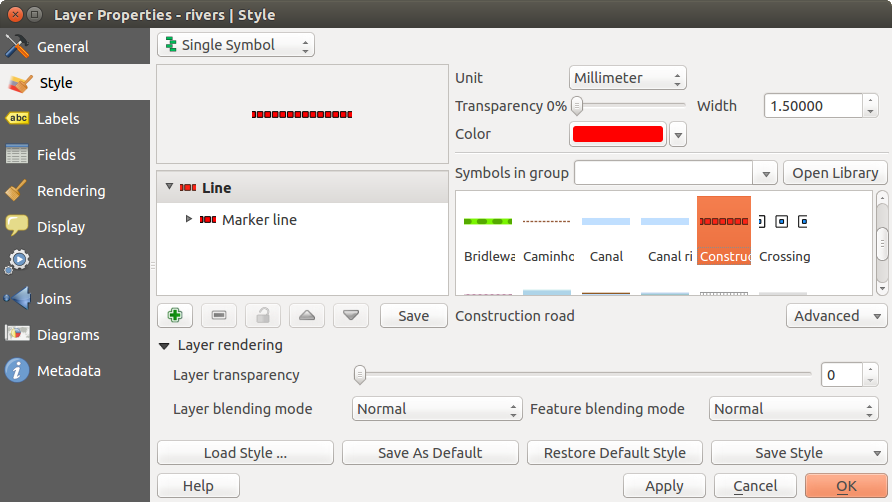 Layer Properties - rivers | Style
General
Style
abc Labels
Fields
Rendering
Display
Actions
Joins
Diagrams
Metadata
Single Symbol
Unit Millimeter
Transparency 0% Width 1.50000
Color
Symbols in group Open Library
Line
Marker line
Bridlewa Caminho Canal Canal ri Construc Crossing
Save Construction road Advanced
Layer rendering
Layer transparency 0
Layer blending mode Normal Feature blending mode Normal
Load Style ... Save As Default Restore Default Style Save Style
Help Apply Cancel OK